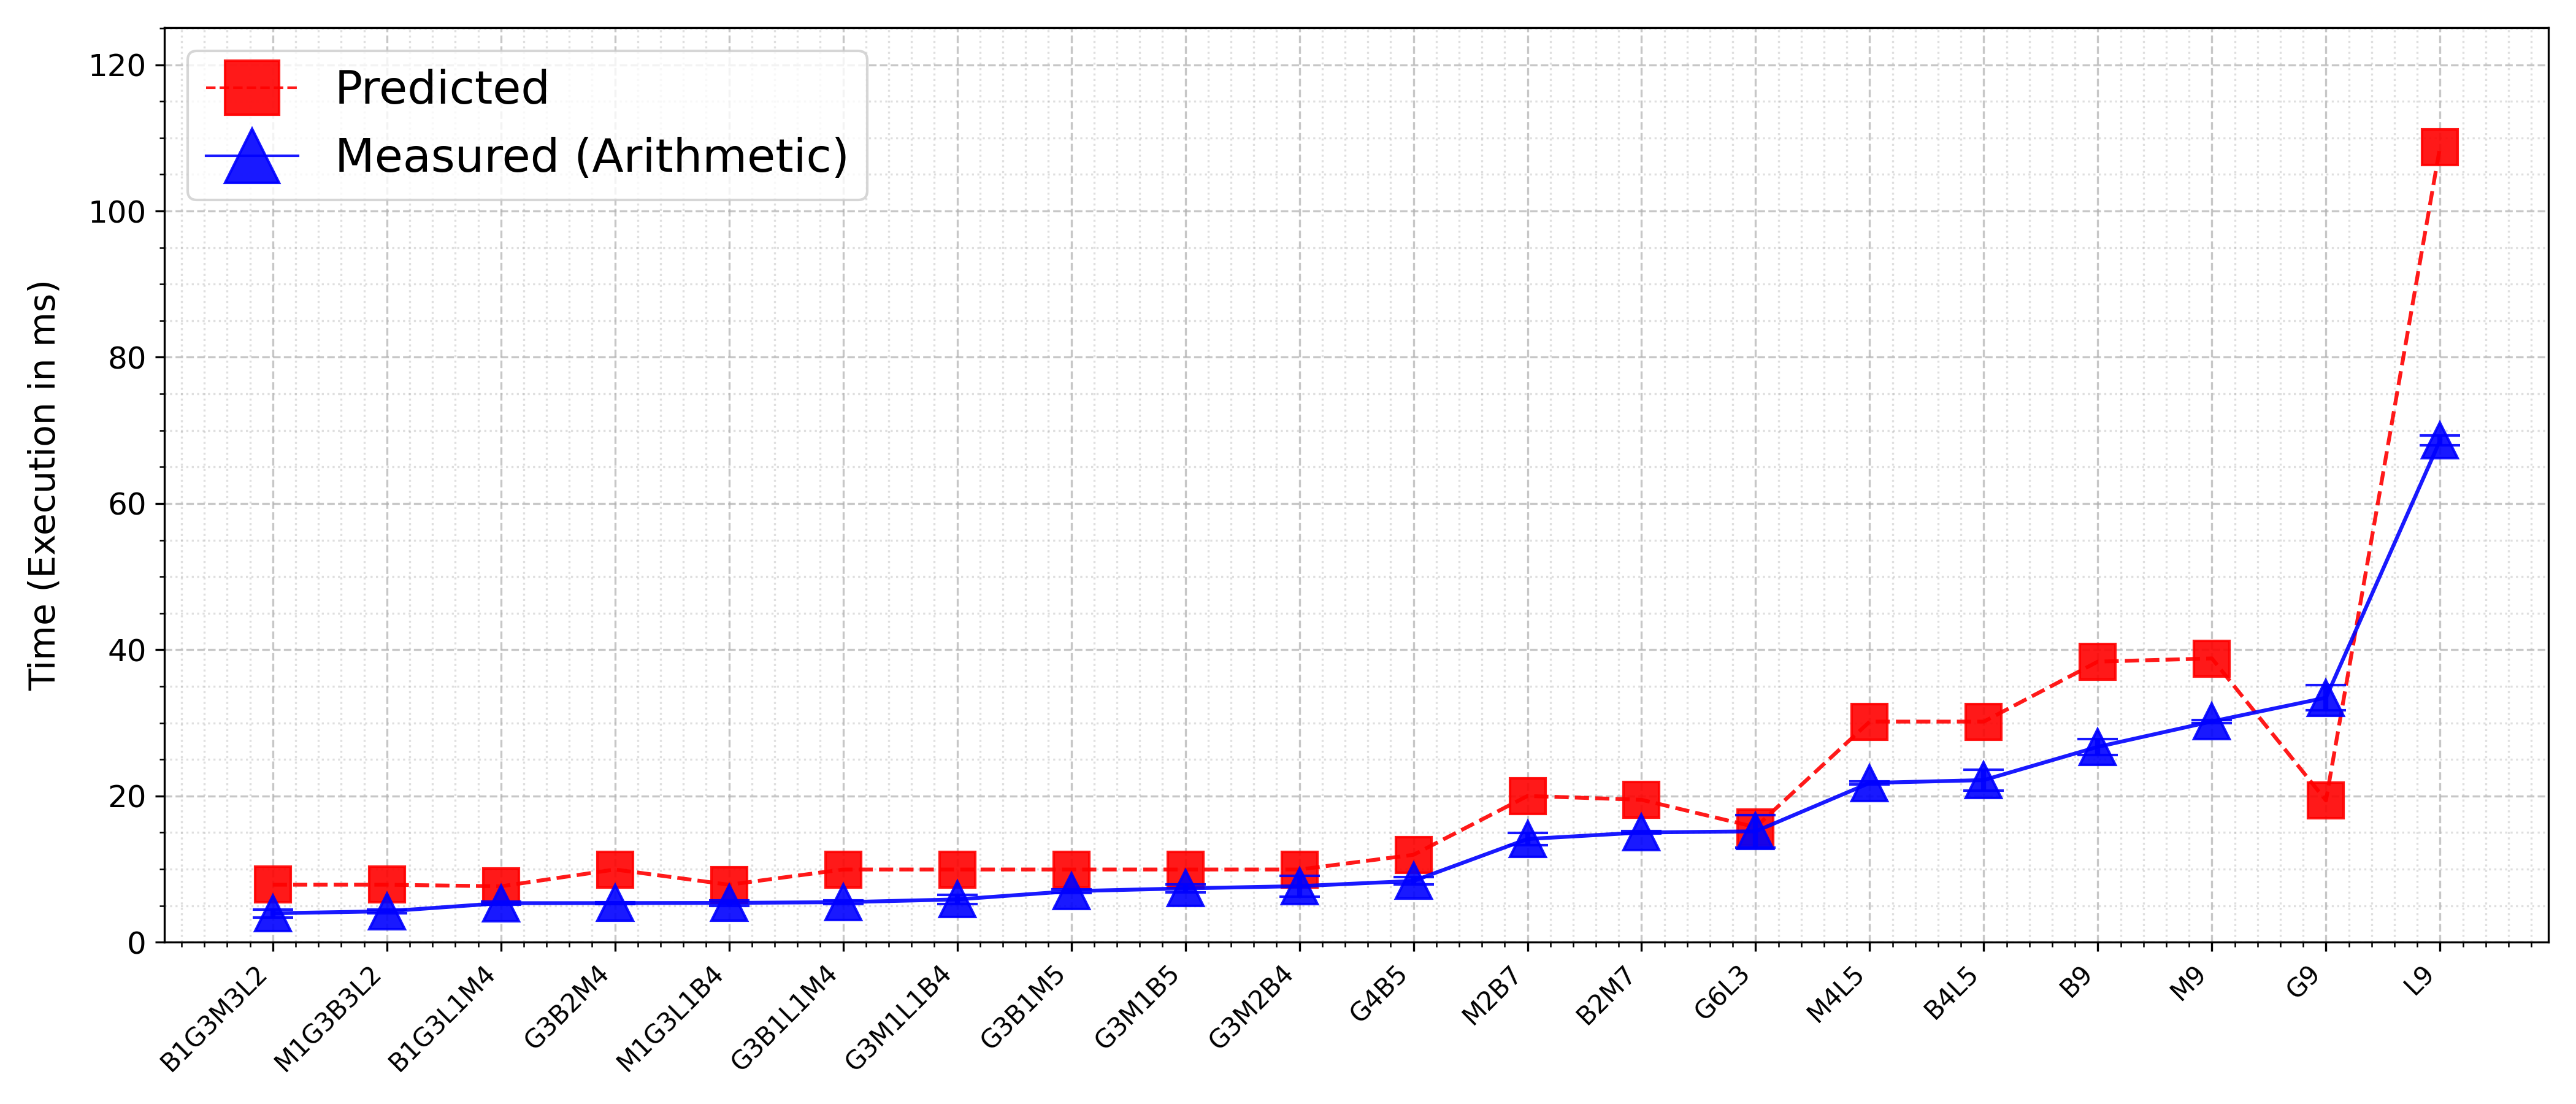 Predicted
Measured (Arithmetic)
Time (Execution in ms)
120
100
80
60
40
20
0
B1G3M3L2
M1G3B3L2
B1G3L1M4
G3B2M4
M1G3L1B4
G3B1L1M4
G3M1L1B4
G3B1M5
G3M1B5
G3M2B4
G4B5
M2B7
B2M7
G6L3
M4L5
B4L5
B9
M9
G9
L9